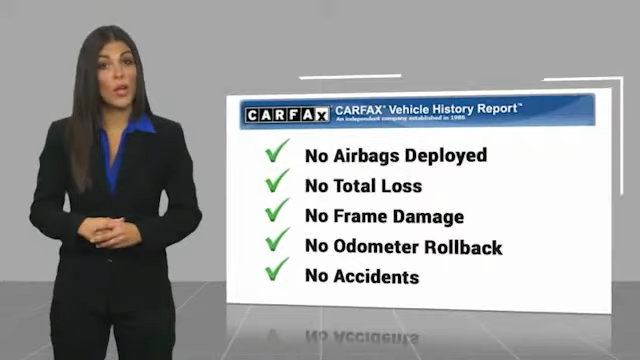 CARFAX CARFAX® Vehicle History Report™
An independent company established in 1986
No Airbags Deployed
No Total Loss
No Frame Damage
No Odometer Rollback
No Accidents